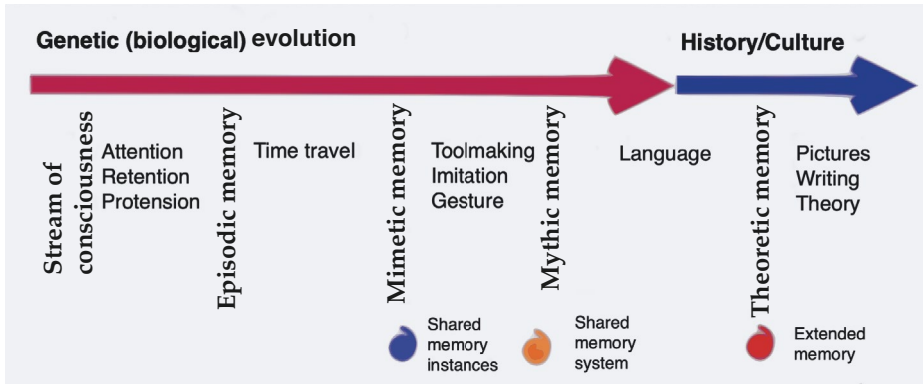 Genetic (biological) evolution
History/Culture
Stream of
consciousness
Attention
Retention
Protension
Episodic memory
Time travel
Mimetic memory
Toolmaking
Imitation
Gesture
Mythic memory
Language
Theoretic memory
Pictures
Writing
Theory
Shared
memory
instances
Shared
memory
system
Extended
memory